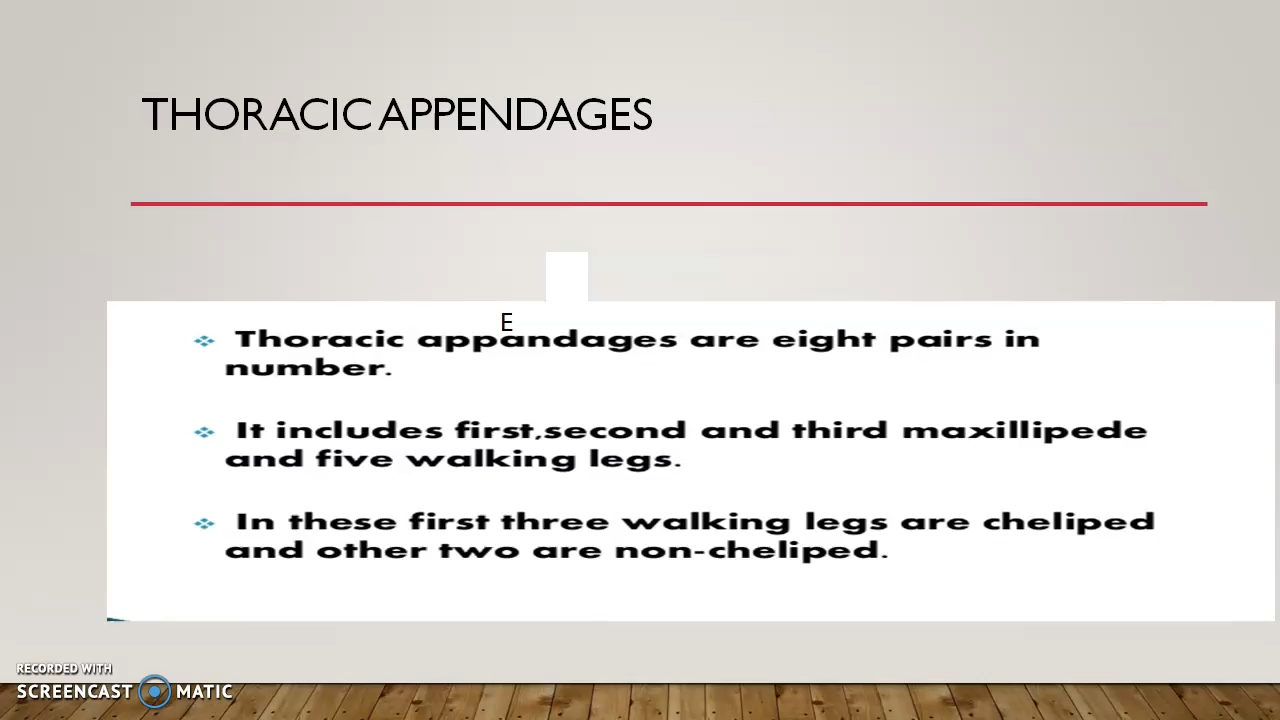 THORACIC APPENDAGES
E
Thoracic appandages are eight pairs in
number.
It includes first,second and third maxillipede
and five walking legs.
In these first three walking legs are cheliped
and other two are non-cheliped.
RECORDED WITH
SCREENCAST MATIC